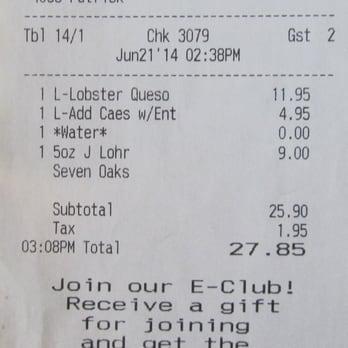 Tbl 14/1 Chk 3079 Gst 2
Jun21'14 02:38PM
1 L-Lobster Queso 11.95
1 L-Add Caes w/Ent 4.95
1 *Water* 0.00
1 5oz J Lohr 9.00
Seven Oaks
Subtotal 25.90
Tax 1.95
03:08PM Total 27.85
Join our E-Club!
Receive a gift
for joining
and get the